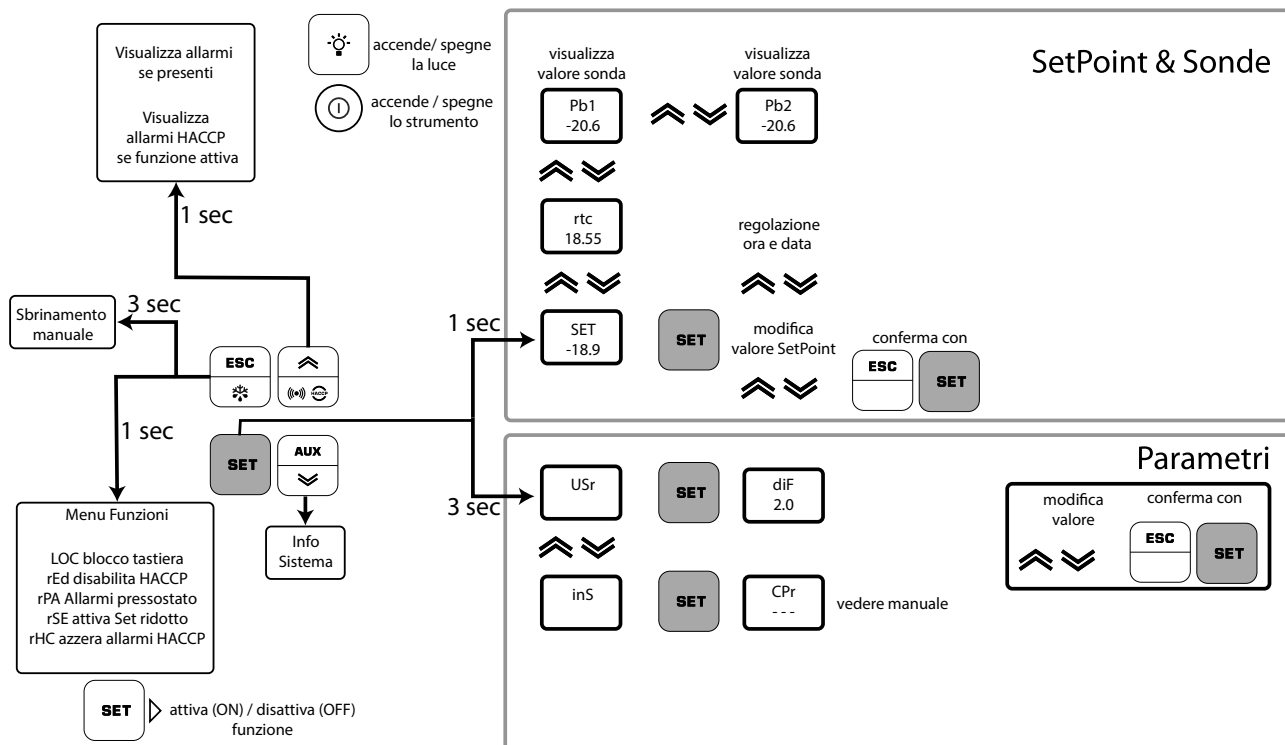 Visualizza allarmi
se presenti
Visualizza
allarmi HACCP
se funzione attiva
accende/ spegne
la luce
accende / spegne
lo strumento
1 sec
3 sec
Sbrinamento
manuale
ESC
HACCP
1 sec
SET
AUX
Info
Sistema
Menu Funzioni
LOC blocco tastiera
rEd disabilita HACCP
rPA Allarmi pressostato
rSE attiva Set ridotto
rHC azzera allarmi HACCP
SET
attiva (ON) / disattiva (OFF)
funzione
1 sec
3 sec
SetPoint & Sonde
visualizza
valore sonda
Pb1
-20.6
visualizza
valore sonda
Pb2
-20.6
rtc
18.55
regolazione
ora e data
SET
-18.9
SET
modifica
valore SetPoint
conferma con
ESC
SET
Parametri
USr
SET
diF
2.0
inS
SET
CPr
- - -
vedere manuale
modifica
valore
conferma con
ESC
SET